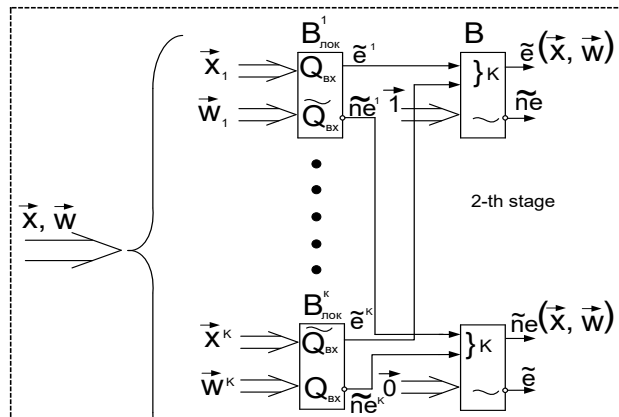 B¹лок
x⃗₁
Qвх
ẽ¹
w⃗₁
Q̃вх
ñe¹
1⃗
B
}K
~
ẽ(x⃗, w⃗)
ñe
2-th stage
x⃗, w⃗
Bᴷлок
x⃗ᴷ
Q̃вх
ẽᴷ
w⃗ᴷ
Qвх
ñeᴷ
0⃗
}K
~
ñe(x⃗, w⃗)
ẽ